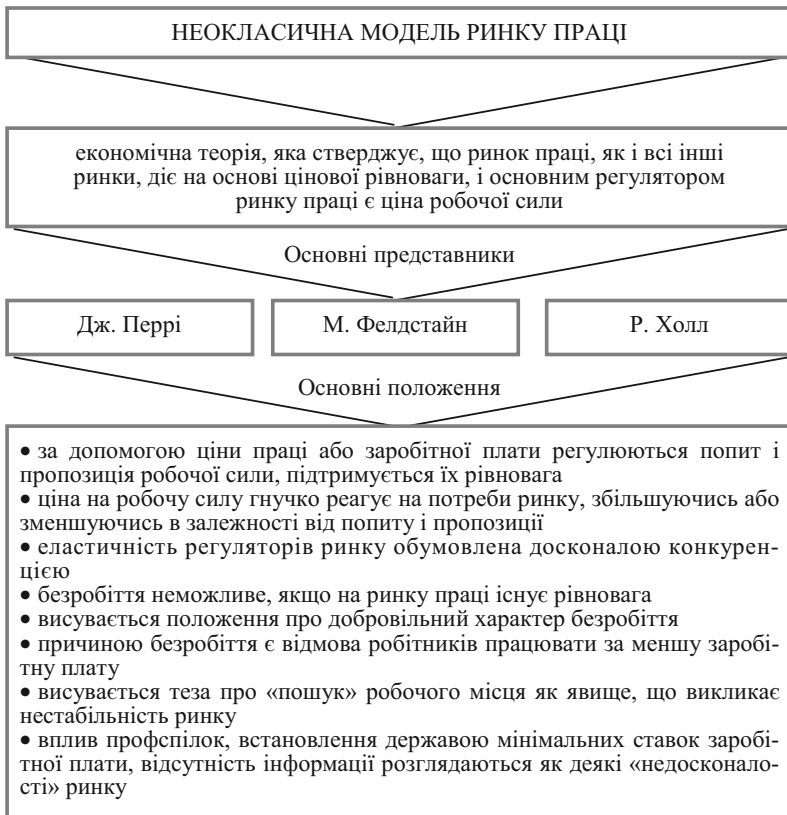 НЕОКЛАСИЧНА МОДЕЛЬ РИНКУ ПРАЦІ
економічна теорія, яка стверджує, що ринок праці, як і всі інші
ринки, діє на основі цінової рівноваги, і основним регулятором
ринку праці є ціна робочої сили
Основні представники
Дж. Перрі
М. Фелдстайн
Р. Холл
Основні положення
• за допомогою ціни праці або заробітної плати регулюються попит і
пропозиція робочої сили, підтримується їх рівновага
• ціна на робочу силу гнучко реагує на потреби ринку, збільшуючись або
зменшуючись в залежності від попиту і пропозиції
• еластичність регуляторів ринку обумовлена досконалою конкурен-
цією
• безробіття неможливе, якщо на ринку праці існує рівновага
• висувається положення про добровільний характер безробіття
• причиною безробіття є відмова робітників працювати за меншу заробі-
тну плату
• висувається теза про «пошук» робочого місця як явище, що викликає
нестабільність ринку
• вплив профспілок, встановлення державою мінімальних ставок заробі-
тної плати, відсутність інформації розглядаються як деякі «недосконало-
сті» ринку